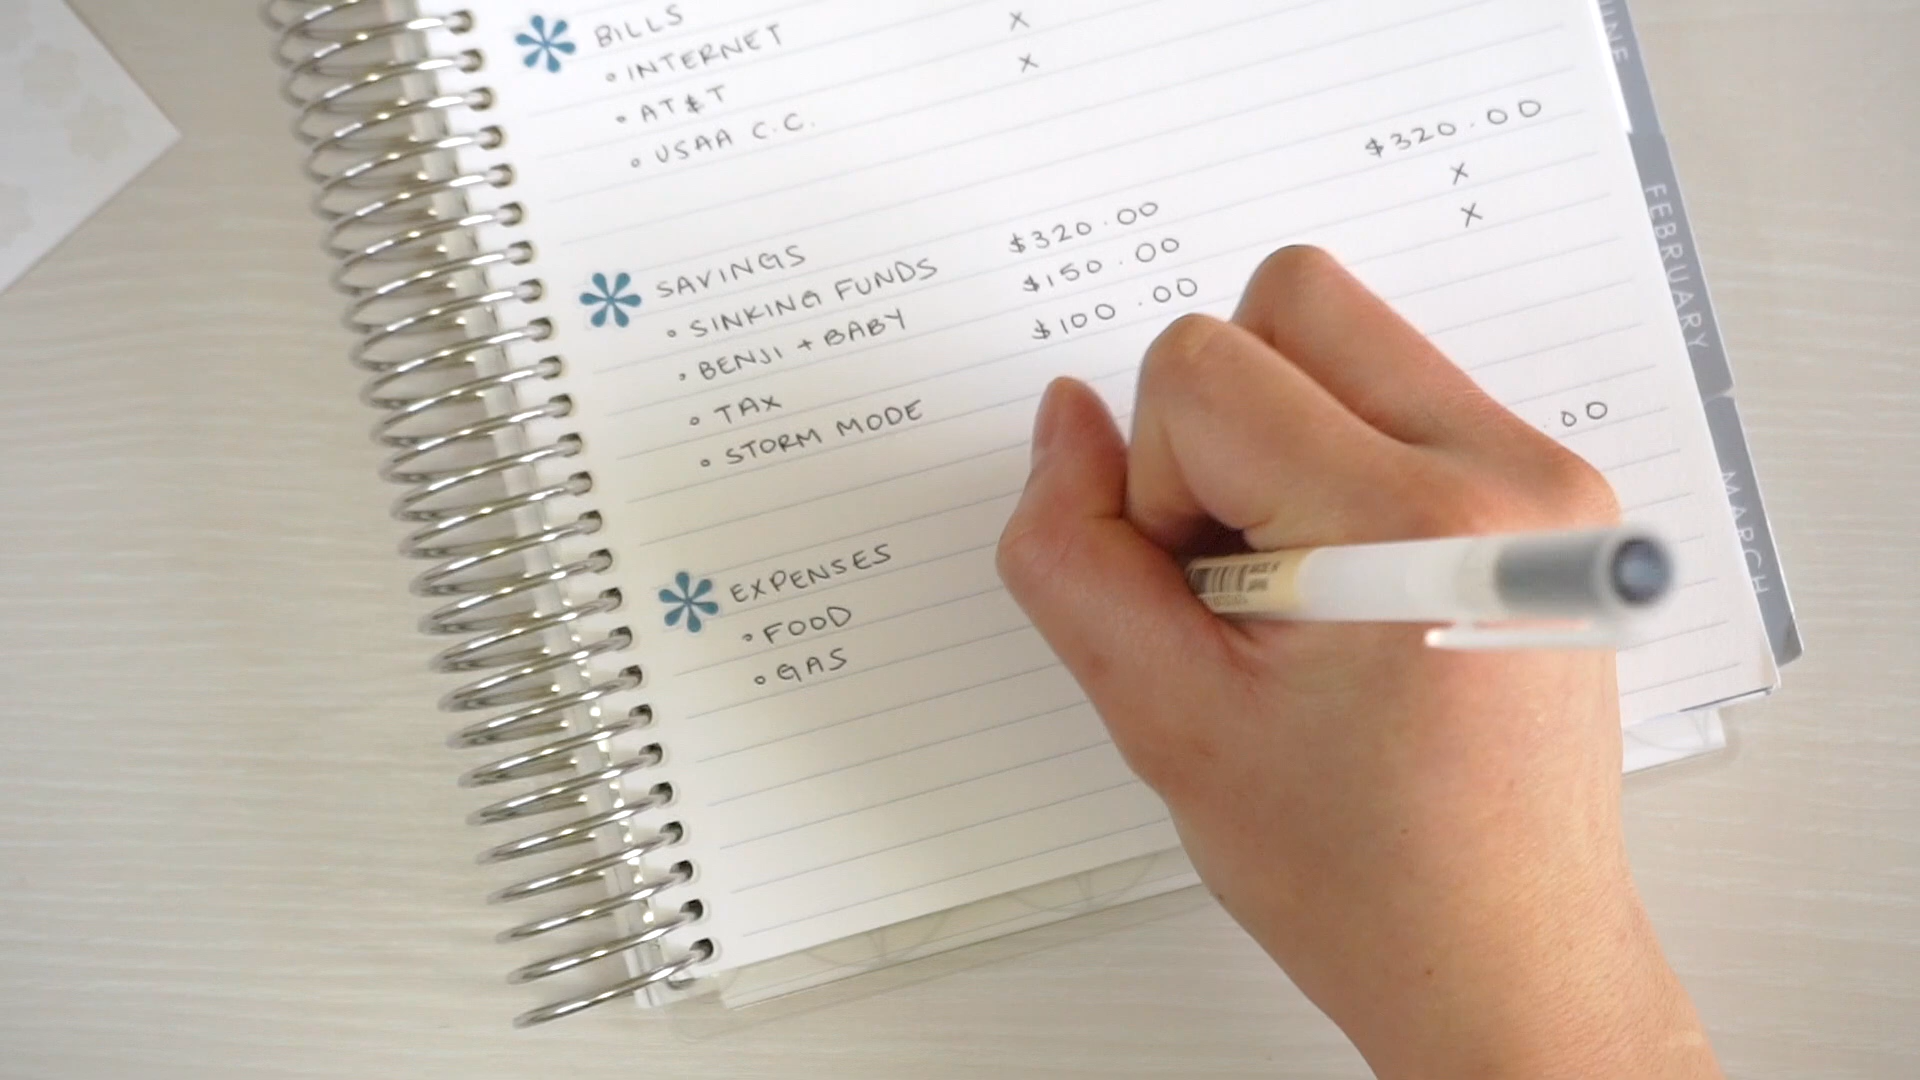 BILLS
• INTERNET
• AT&T X
• USAA C.C. X
SAVINGS
• SINKING FUNDS $320.00 $320.00
• BENJI + BABY $150.00 X
• TAX $100.00 X
• STORM MODE
EXPENSES
• FOOD .00
• GAS
UNE
FEBRUARY
MARCH